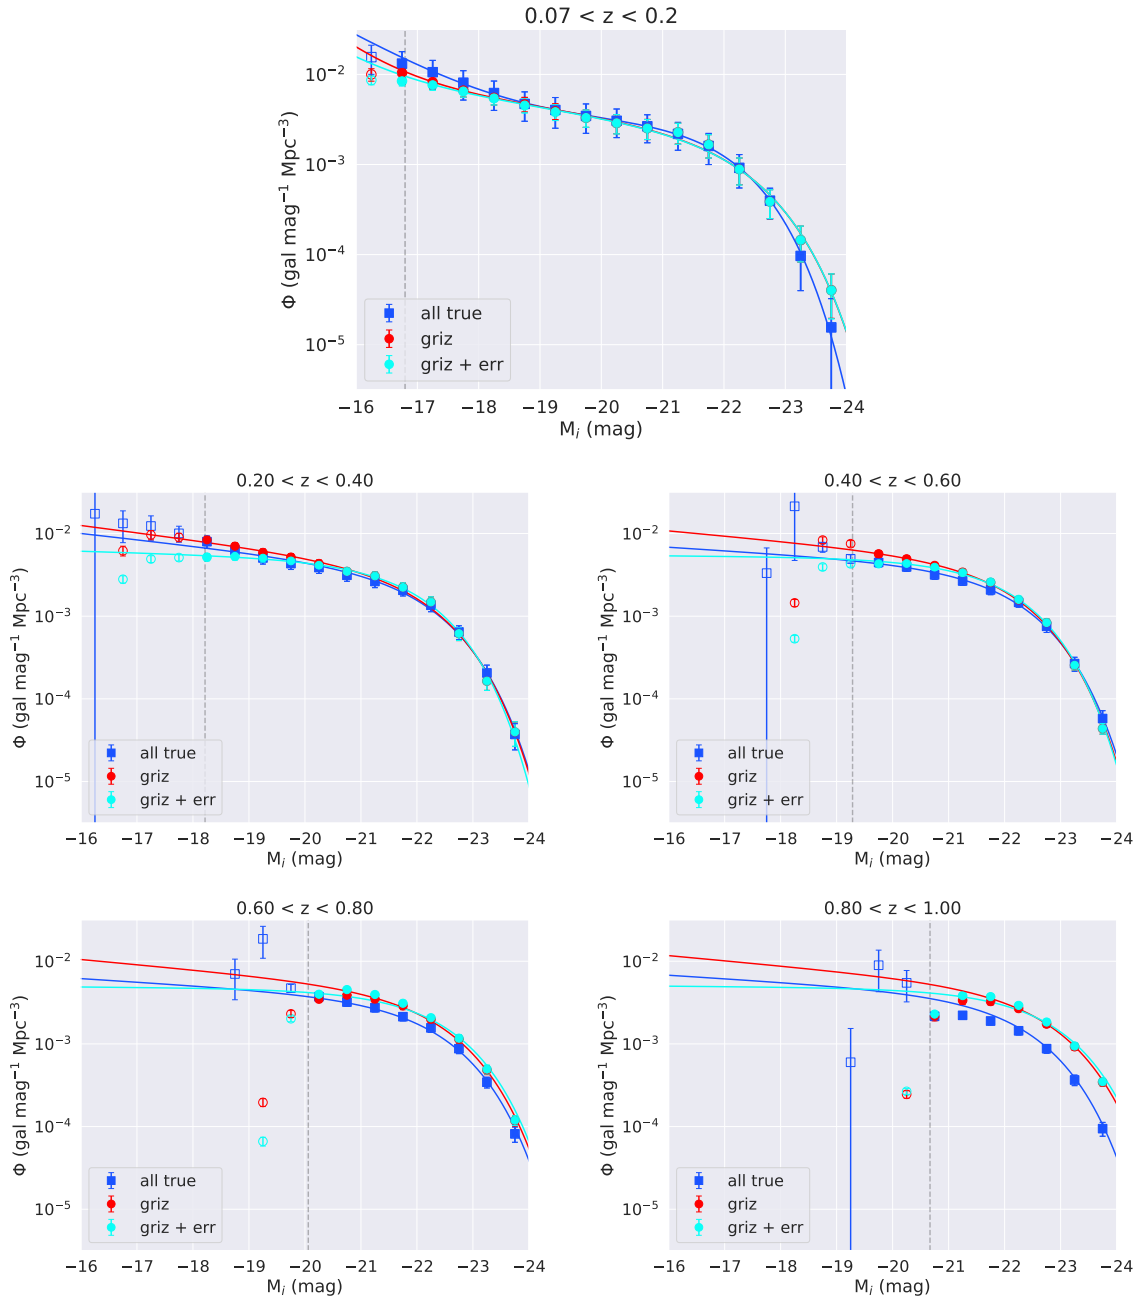 0.07 < z < 0.2
Φ (gal mag⁻¹ Mpc⁻³)
10⁻²
10⁻³
10⁻⁴
10⁻⁵
all true
griz
griz + err
−16 −17 −18 −19 −20 −21 −22 −23 −24
Mᵢ (mag)
0.20 < z < 0.40
Φ (gal mag⁻¹ Mpc⁻³)
10⁻²
10⁻³
10⁻⁴
10⁻⁵
all true
griz
griz + err
−16 −17 −18 −19 −20 −21 −22 −23 −24
Mᵢ (mag)
0.40 < z < 0.60
Φ (gal mag⁻¹ Mpc⁻³)
10⁻²
10⁻³
10⁻⁴
10⁻⁵
all true
griz
griz + err
−16 −17 −18 −19 −20 −21 −22 −23 −24
Mᵢ (mag)
0.60 < z < 0.80
Φ (gal mag⁻¹ Mpc⁻³)
10⁻²
10⁻³
10⁻⁴
10⁻⁵
all true
griz
griz + err
−16 −17 −18 −19 −20 −21 −22 −23 −24
Mᵢ (mag)
0.80 < z < 1.00
Φ (gal mag⁻¹ Mpc⁻³)
10⁻²
10⁻³
10⁻⁴
10⁻⁵
all true
griz
griz + err
−16 −17 −18 −19 −20 −21 −22 −23 −24
Mᵢ (mag)